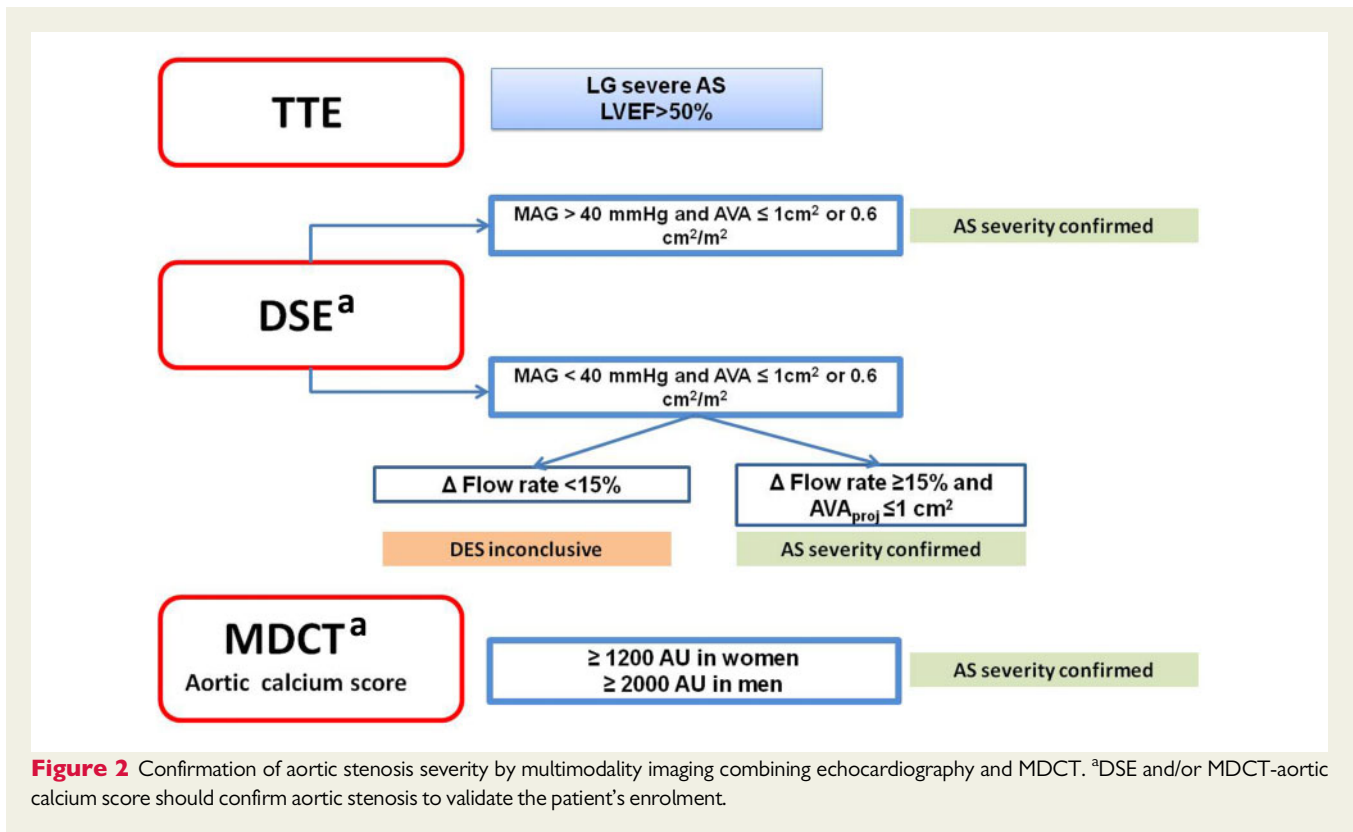 TTE
LG severe AS
LVEF>50%
MAG > 40 mmHg and AVA ≤ 1cm² or 0.6
cm²/m²
AS severity confirmed
DSEᵃ
MAG < 40 mmHg and AVA ≤ 1cm² or 0.6
cm²/m²
Δ Flow rate <15%
Δ Flow rate ≥15% and
AVAproj ≤1 cm²
DES inconclusive
AS severity confirmed
MDCTᵃ
Aortic calcium score
≥ 1200 AU in women
≥ 2000 AU in men
AS severity confirmed
Figure 2 Confirmation of aortic stenosis severity by multimodality imaging combining echocardiography and MDCT. ᵃDSE and/or MDCT-aortic
calcium score should confirm aortic stenosis to validate the patient's enrolment.